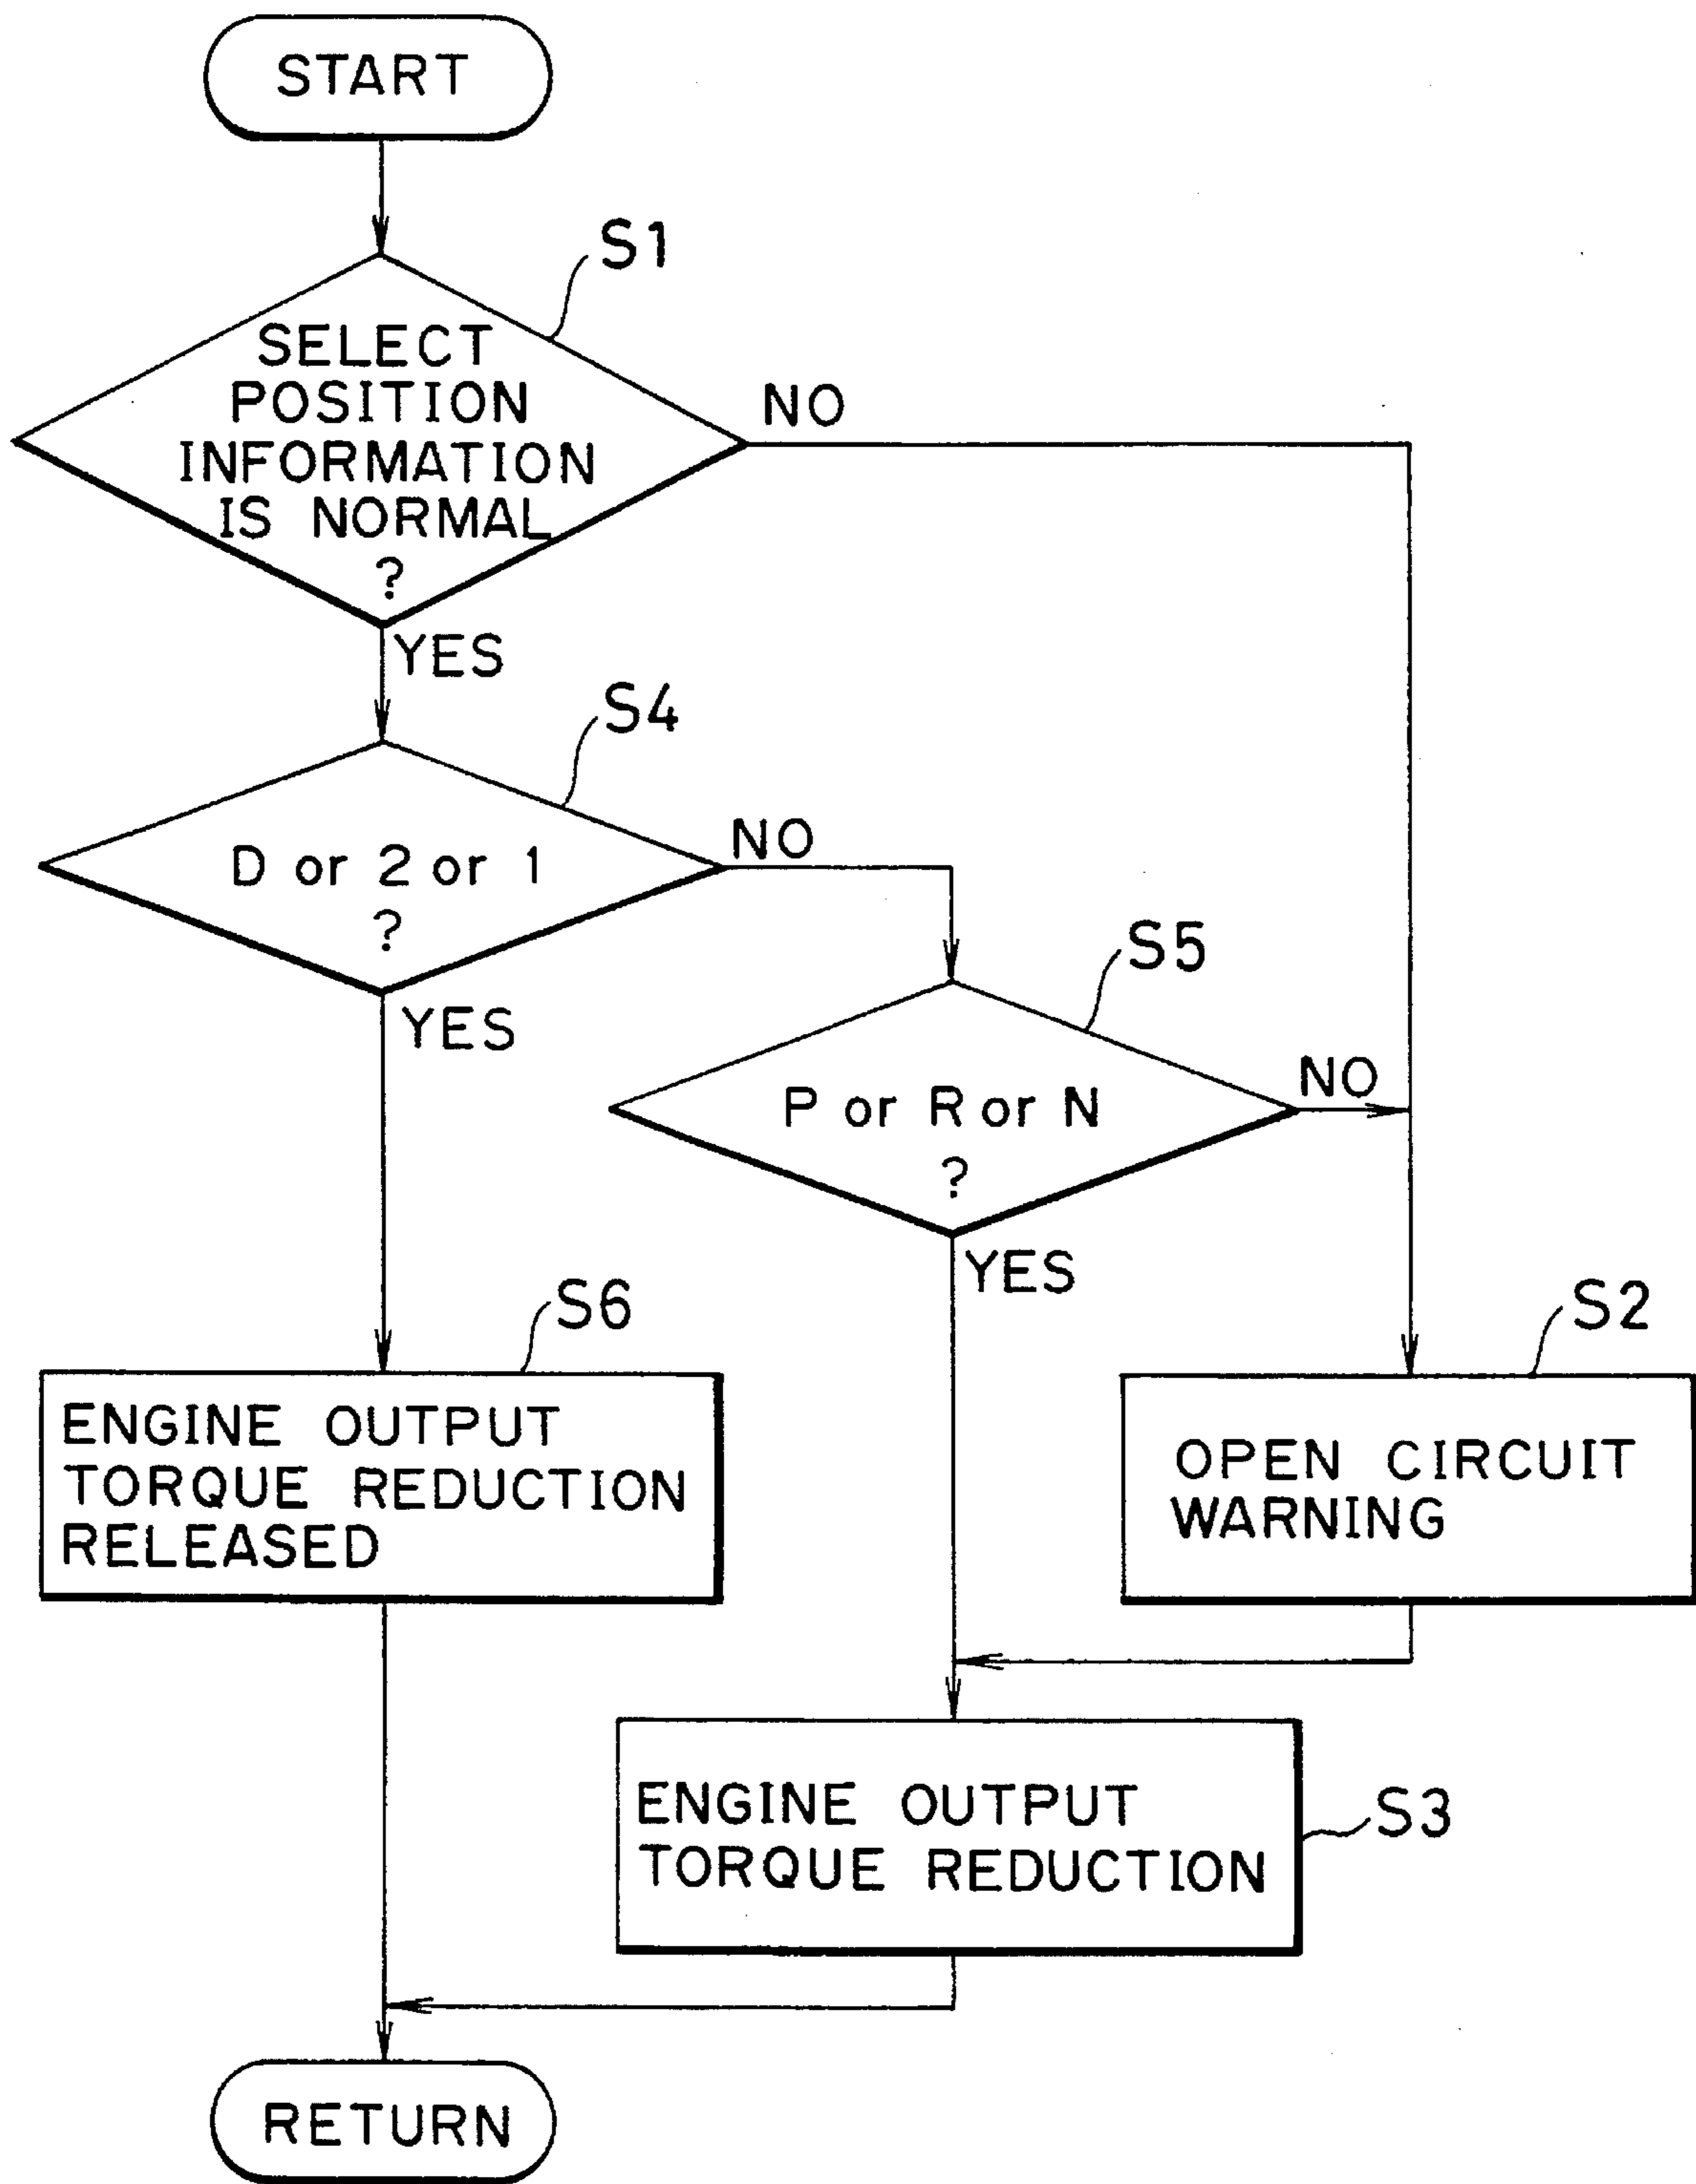 START
S1
SELECT
POSITION
INFORMATION
IS NORMAL
?
NO
YES
S4
D or 2 or 1
?
NO
YES
S5
P or R or N
?
NO
YES
S6
ENGINE OUTPUT
TORQUE REDUCTION
RELEASED
S2
OPEN CIRCUIT
WARNING
ENGINE OUTPUT
TORQUE REDUCTION
S3
RETURN